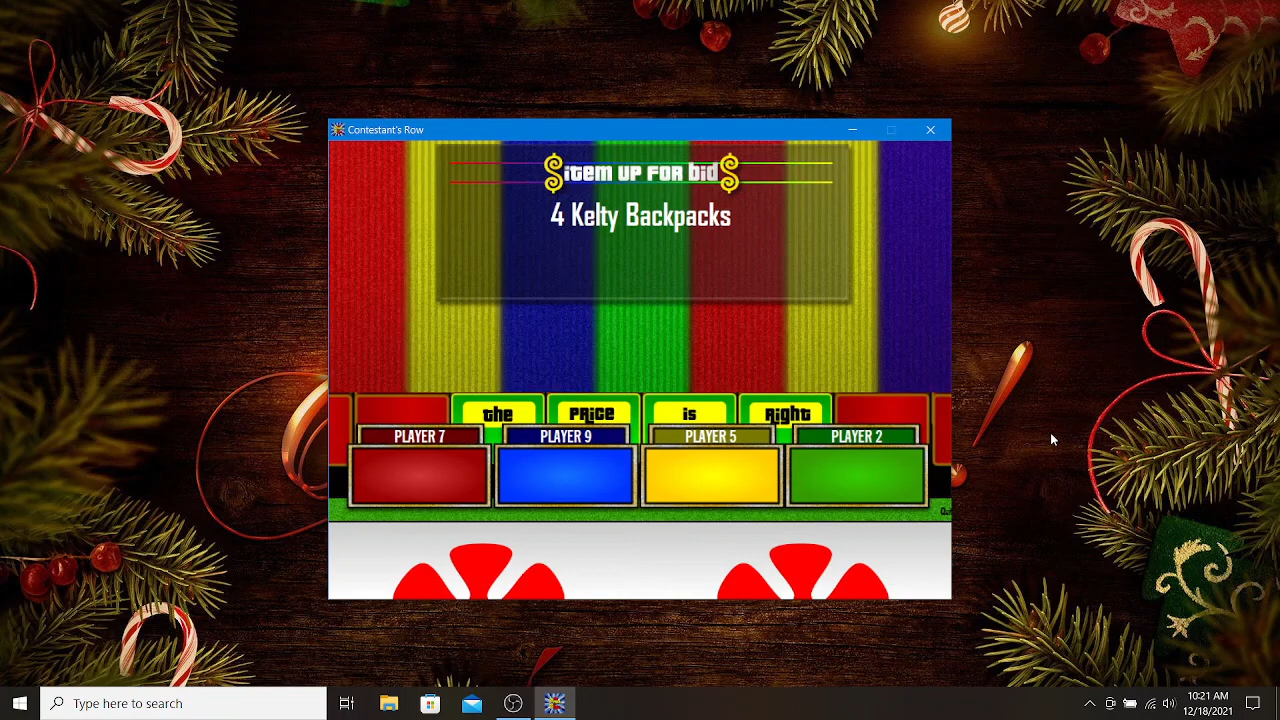 Contestant's Row
item UP FOR bid
4 Kelty Backpacks
the PRICE is Right
PLAYER 7 PLAYER 9 PLAYER 5 PLAYER 2
Type here to search
10:21 AM
12/18/2021